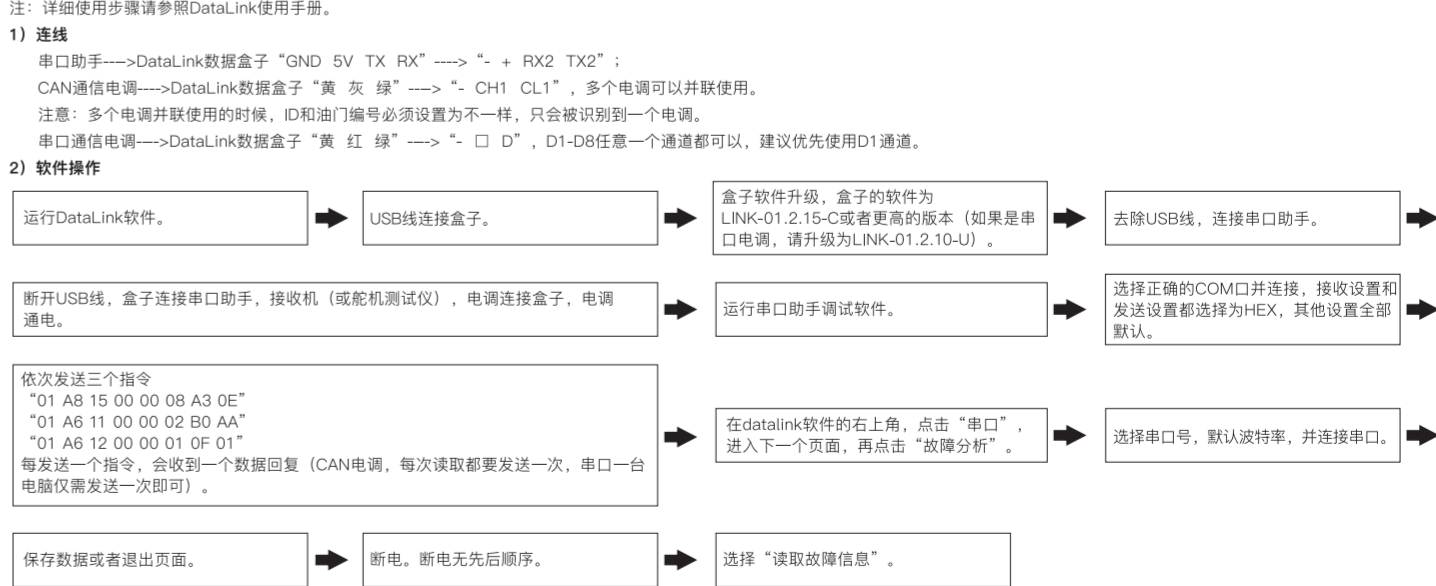 注：详细使用步骤请参照DataLink使用手册。
1）连线
串口助手---->DataLink数据盒子“GND 5V TX RX”---->“- + RX2 TX2”；
CAN通信电调---->DataLink数据盒子“黄 灰 绿”---->“- CH1 CL1”，多个电调可以并联使用。
注意：多个电调并联使用的时候，ID和油门编号必须设置为不一样，只会被识别到一个电调。
串口通信电调---->DataLink数据盒子“黄 红 绿”---->“- □ D”，D1-D8任意一个通道都可以，建议优先使用D1通道。
2）软件操作
运行DataLink软件。
USB线连接盒子。
盒子软件升级，盒子的软件为
LINK-01.2.15-C或者更高的版本（如果是串
口电调，请升级为LINK-01.2.10-U）。
去除USB线，连接串口助手。
断开USB线，盒子连接串口助手，接收机（或舵机测试仪），电调连接盒子，电调
通电。
运行串口助手调试软件。
选择正确的COM口并连接，接收设置和
发送设置都选择为HEX，其他设置全部
默认。
依次发送三个指令
“01 A8 15 00 00 08 A3 0E”
“01 A6 11 00 00 02 B0 AA”
“01 A6 12 00 00 01 0F 01”
每发送一个指令，会收到一个数据回复（CAN电调，每次读取都要发送一次，串口一台
电脑仅需发送一次即可）。
在datalink软件的右上角，点击“串口”，
进入下一个页面，再点击“故障分析”。
选择串口号，默认波特率，并连接串口。
保存数据或者退出页面。
断电。断电无先后顺序。
选择“读取故障信息”。